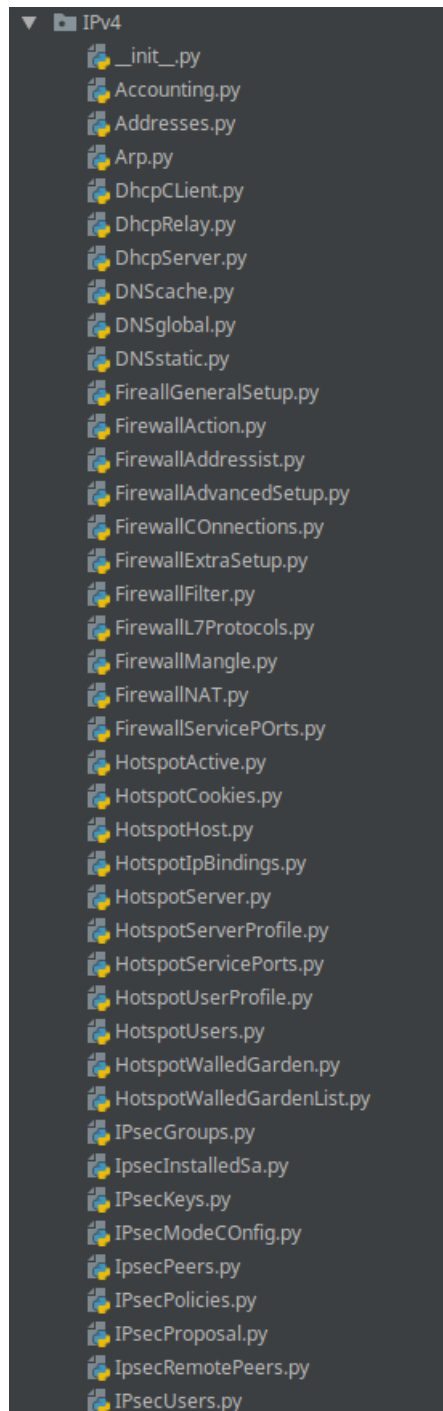 IPv4
__init__.py
Accounting.py
Addresses.py
Arp.py
DhcpCLient.py
DhcpRelay.py
DhcpServer.py
DNScache.py
DNSglobal.py
DNSstatic.py
FireallGeneralSetup.py
FirewallAction.py
FirewallAddressist.py
FirewallAdvancedSetup.py
FirewallCOnnections.py
FirewallExtraSetup.py
FirewallFilter.py
FirewallL7Protocols.py
FirewallMangle.py
FirewallNAT.py
FirewallServicePOrts.py
HotspotActive.py
HotspotCookies.py
HotspotHost.py
HotspotIpBindings.py
HotspotServer.py
HotspotServerProfile.py
HotspotServicePorts.py
HotspotUserProfile.py
HotspotUsers.py
HotspotWalledGarden.py
HotspotWalledGardenList.py
IPsecGroups.py
IpsecInstalledSa.py
IPsecKeys.py
IPsecModeCOnfig.py
IpsecPeers.py
IPsecPolicies.py
IPsecProposal.py
IpsecRemotePeers.py
IPsecUsers.py